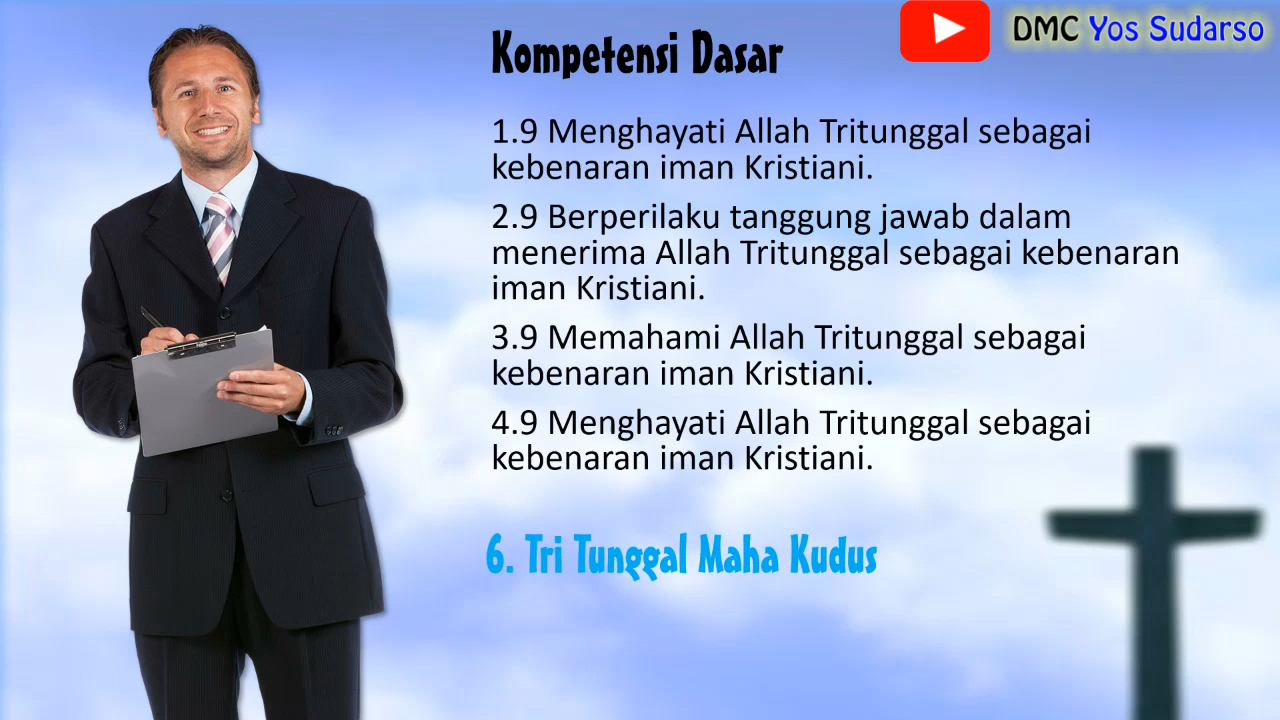 DMC Yos Sudarso
Kompetensi Dasar
1.9 Menghayati Allah Tritunggal sebagai
kebenaran iman Kristiani.
2.9 Berperilaku tanggung jawab dalam
menerima Allah Tritunggal sebagai kebenaran
iman Kristiani.
3.9 Memahami Allah Tritunggal sebagai
kebenaran iman Kristiani.
4.9 Menghayati Allah Tritunggal sebagai
kebenaran iman Kristiani.
6. Tri Tunggal Maha Kudus